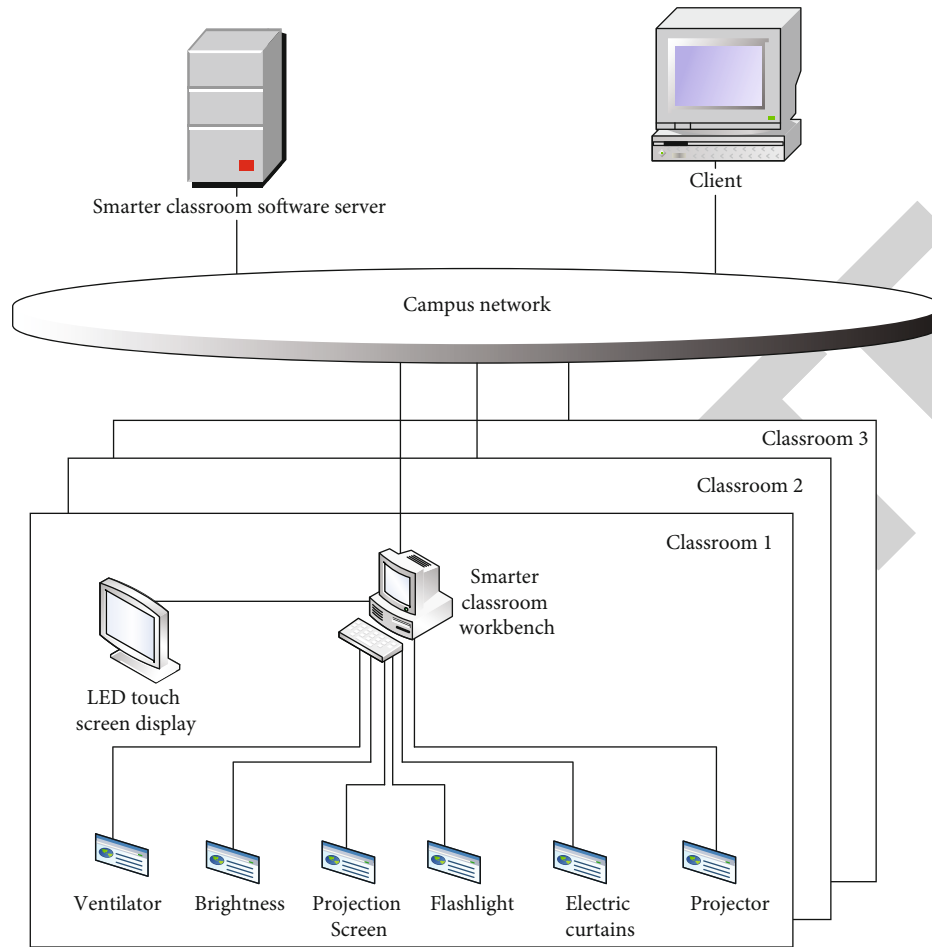 Smarter classroom software server
Client
Campus network
Classroom 3
Classroom 2
Classroom 1
Smarter
classroom
workbench
LED touch
screen display
Ventilator
Brightness
Projection
Screen
Flashlight
Electric
curtains
Projector